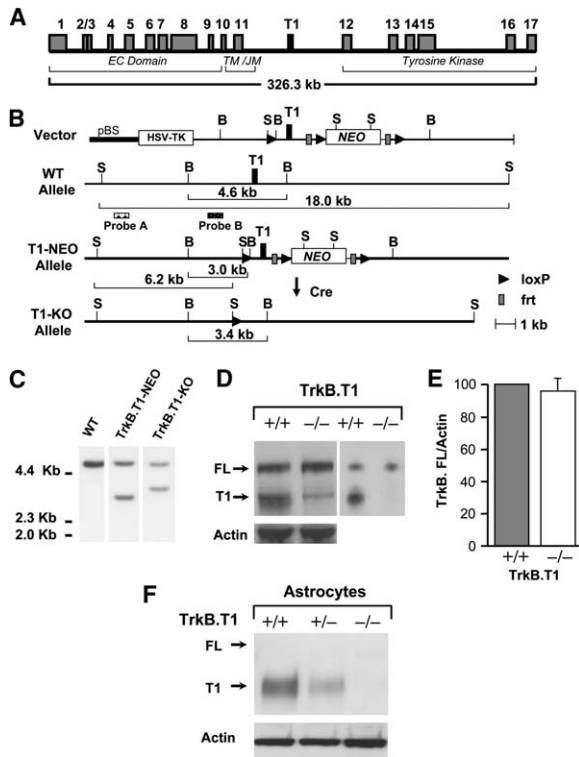 A
1 2/3 4 5 6 7 8 9 10 11 T1 12 13 14 15 16 17
EC Domain TM /JM Tyrosine Kinase
326.3 kb
B
Vector pBS HSV-TK B S B T1 S S NEO B
WT Allele S B T1 B S
4.6 kb
18.0 kb
Probe A Probe B
T1-NEO Allele S B S B T1 S S NEO B
3.0 kb
6.2 kb
Cre
T1-KO Allele S B S B S
3.4 kb
loxP
frt
1 kb
C
WT TrkB.T1-NEO TrkB.T1-KO
4.4 Kb
2.3 Kb
2.0 Kb
D
TrkB.T1
+/+ –/– +/+ –/–
FL
T1
Actin
E
TrkB. FL/Actin
100
80
60
40
20
0
+/+ –/–
TrkB.T1
F
Astrocytes
TrkB.T1 +/+ +/– –/–
FL
T1
Actin